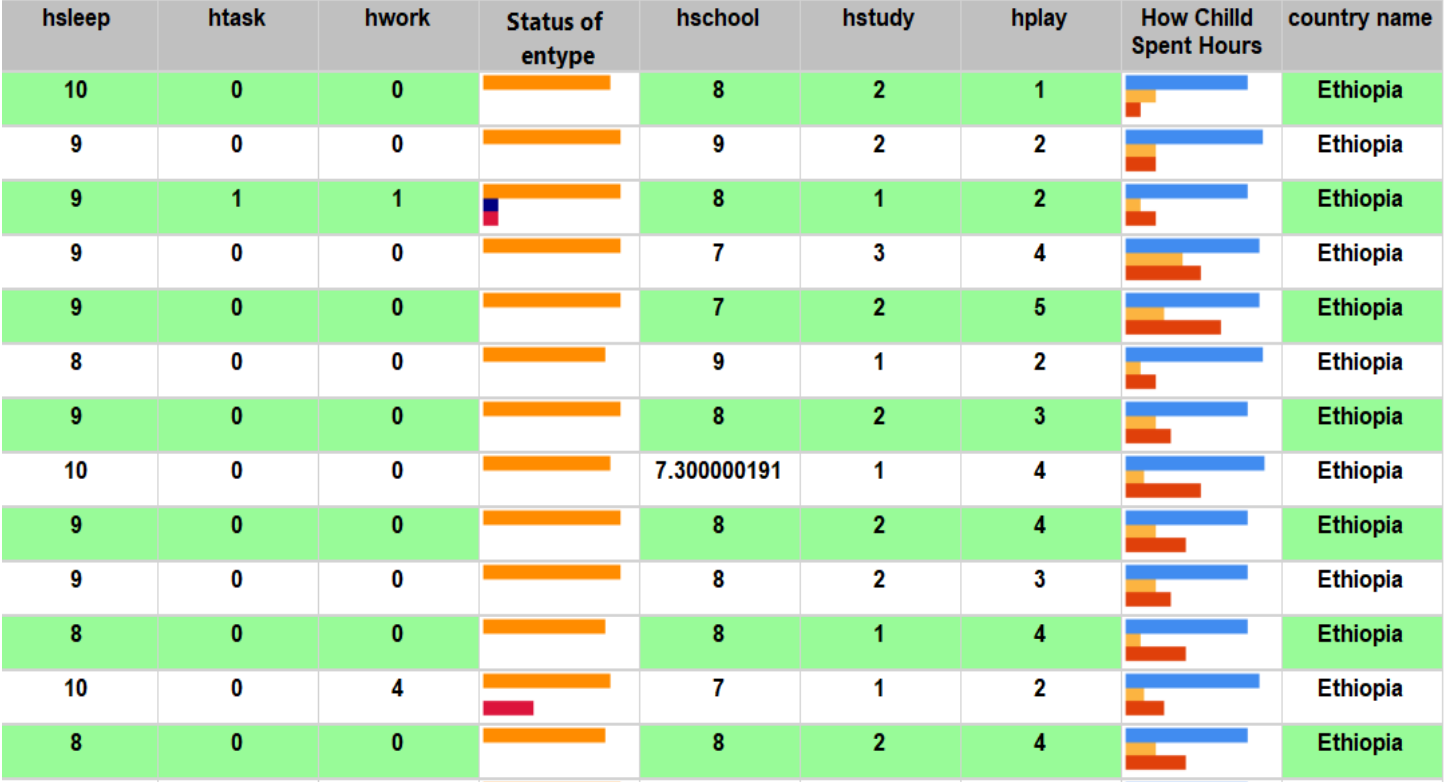 hsleep htask hwork Status of entype hschool hstudy hplay How Chilld Spent Hours country name
10 0 0 8 2 1 Ethiopia
9 0 0 9 2 2 Ethiopia
9 1 1 8 1 2 Ethiopia
9 0 0 7 3 4 Ethiopia
9 0 0 7 2 5 Ethiopia
8 0 0 9 1 2 Ethiopia
9 0 0 8 2 3 Ethiopia
10 0 0 7.300000191 1 4 Ethiopia
9 0 0 8 2 4 Ethiopia
9 0 0 8 2 3 Ethiopia
8 0 0 8 1 4 Ethiopia
10 0 4 7 1 2 Ethiopia
8 0 0 8 2 4 Ethiopia